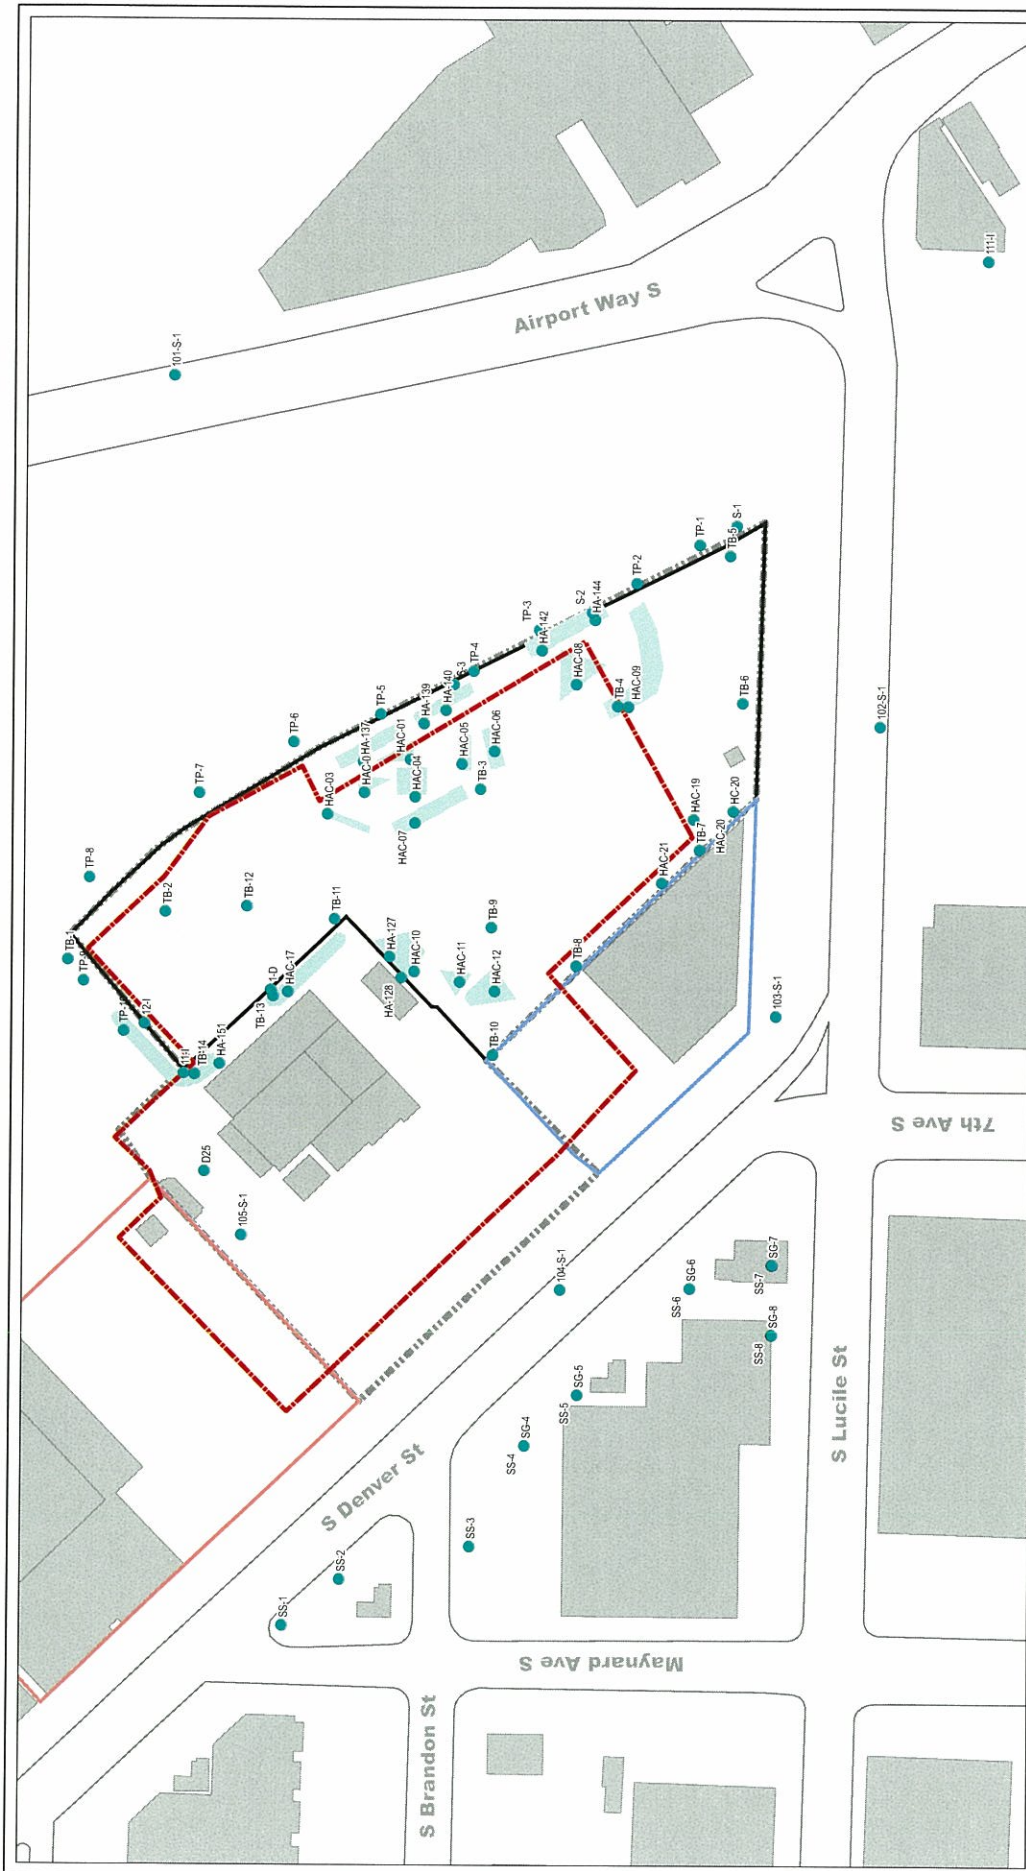 101-S-1
111-I
Airport Way S
S-1
TP-1
TB-5
TP-2
S-2
HA-144
TP-3
HA-142
TP-4
S-3
HAC-08
HA-140
HA-139
TP-5
TB-4
HAC-09
TB-6
102-S-1
TP-6
HA-137
HAC-01
HAC-05
HAC-06
TP-7
HAC-03
HAC-04
TB-3
HAC-07
HAC-19
HC-20
HAC-20
TB-7
TP-8
HAC-21
TB-2
TB-12
TB-11
TB-9
TB-1
TP-9
HA-127
HAC-10
TB-8
1-D
HAC-17
TB-13
HA-128
HAC-11
HAC-12
12-I
103-S-1
TB-10
TB-14
HA-151
7th Ave S
D25
105-S-1
104-S-1
SG-6
SS-6
SG-7
SS-7
SG-8
SS-8
SG-5
SS-5
SG-4
SS-4
S Lucile St
S Denver St
SS-3
SS-2
SS-1
Maynard Ave S
S Brandon St